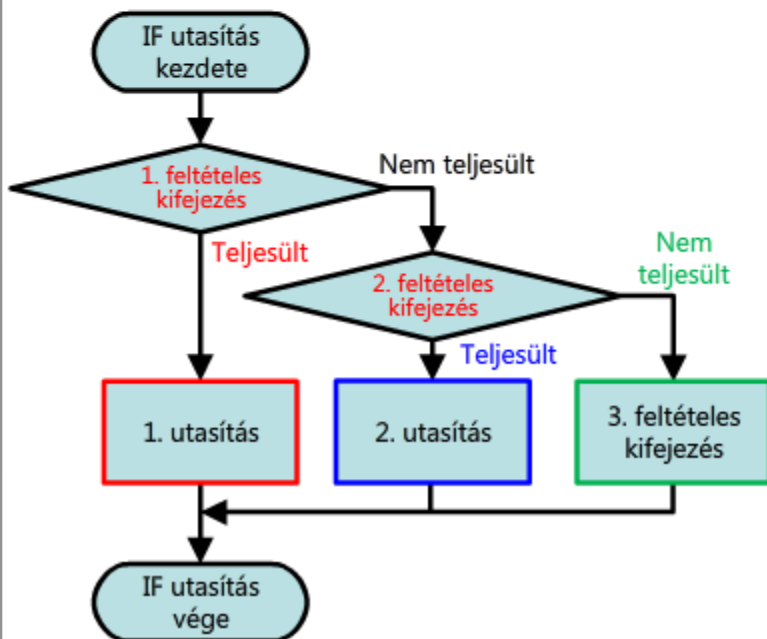 IF utasítás
kezdete
1. feltételes
kifejezés
Nem teljesült
Teljesült
2. feltételes
kifejezés
Nem
teljesült
Teljesült
1. utasítás
2. utasítás
3. feltételes
kifejezés
IF utasítás
vége